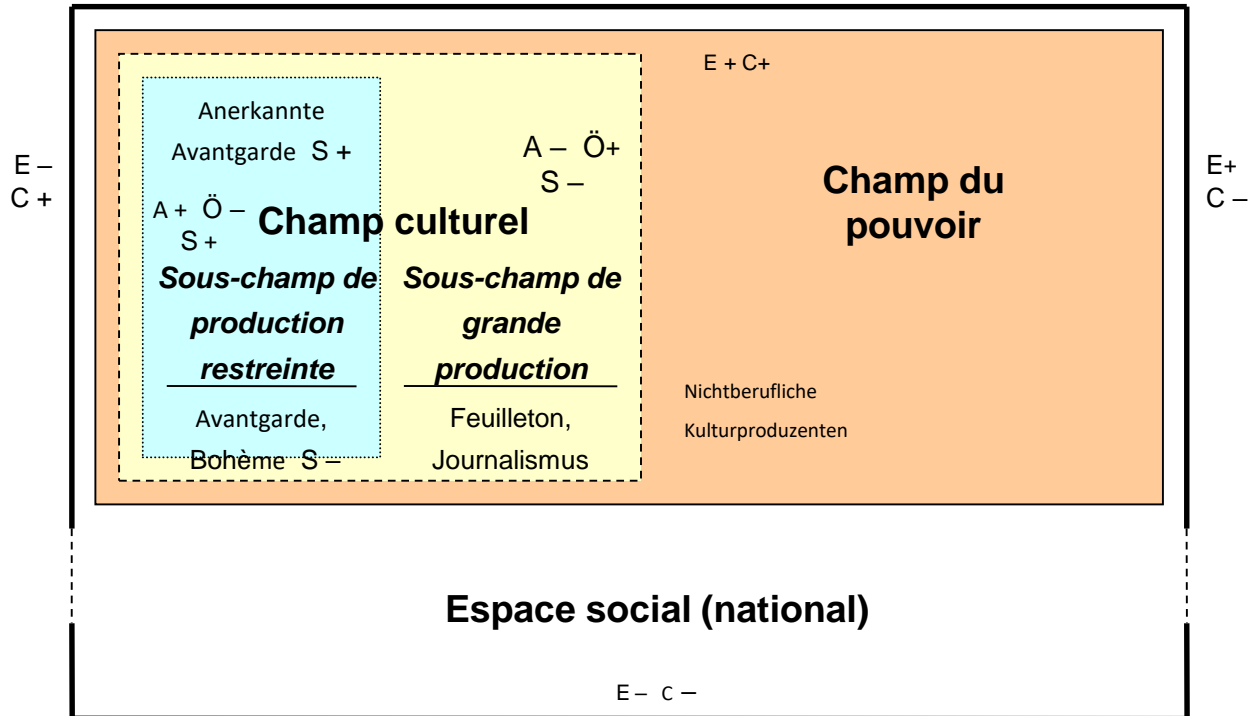 E + C+
Anerkannte
Avantgarde S +
A – Ö+
S –
E –
C +
E+
C –
Champ du
pouvoir
A + Ö –
S +
Champ culturel
Sous-champ de
production
restreinte
Sous-champ de
grande
production
Avantgarde,
Bohème S –
Feuilleton,
Journalismus
Nichtberufliche
Kulturproduzenten
Espace social (national)
E – C –